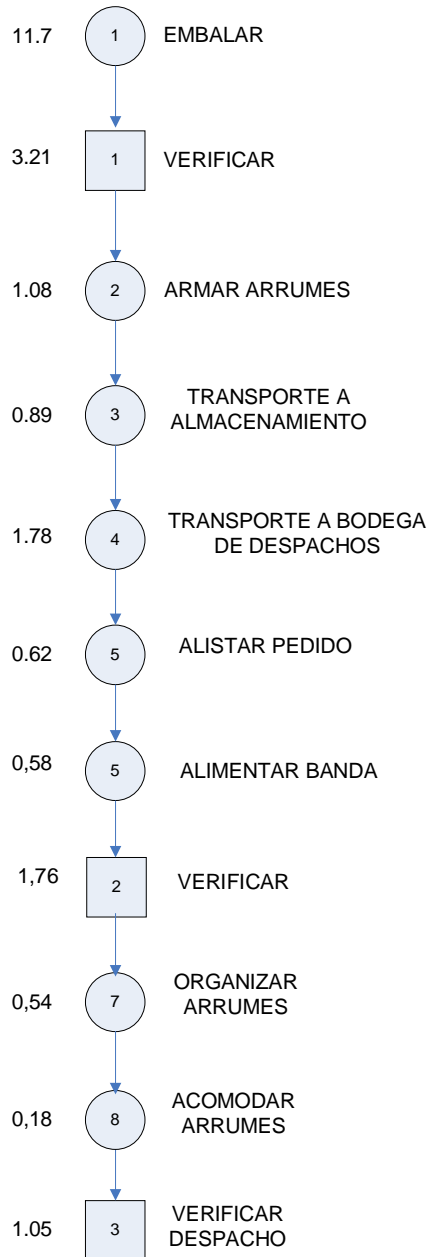 11.7 1 EMBALAR
3.21 1 VERIFICAR
1.08 2 ARMAR ARRUMES
0.89 3 TRANSPORTE A
ALMACENAMIENTO
1.78 4 TRANSPORTE A BODEGA
DE DESPACHOS
0.62 5 ALISTAR PEDIDO
0,58 5 ALIMENTAR BANDA
1,76 2 VERIFICAR
0,54 7 ORGANIZAR
ARRUMES
0,18 8 ACOMODAR
ARRUMES
1.05 3 VERIFICAR
DESPACHO